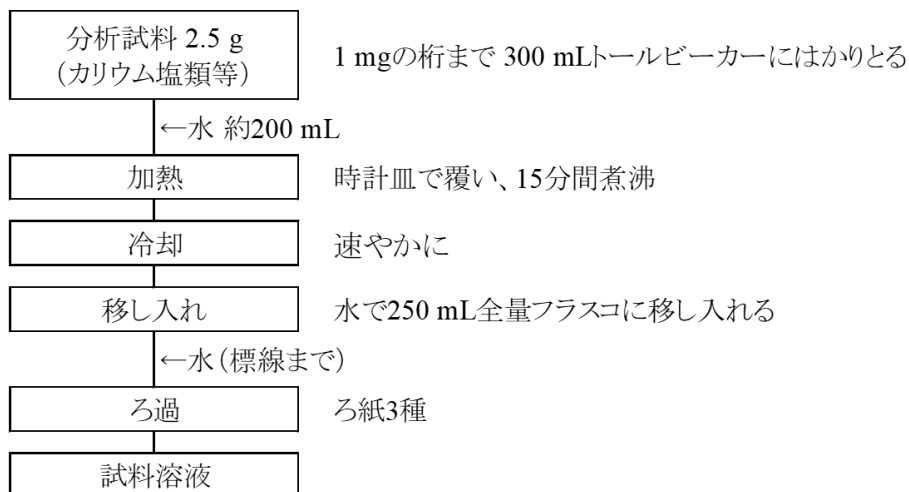 分析試料 2.5 g
(カリウム塩類等)
1 mgの桁まで 300 mLトールビーカーにはかりとる
←水 約200 mL
加熱
時計皿で覆い、15分間煮沸
冷却
速やかに
移し入れ
水で250 mL全量フラスコに移し入れる
←水(標線まで)
ろ過
ろ紙3種
試料溶液